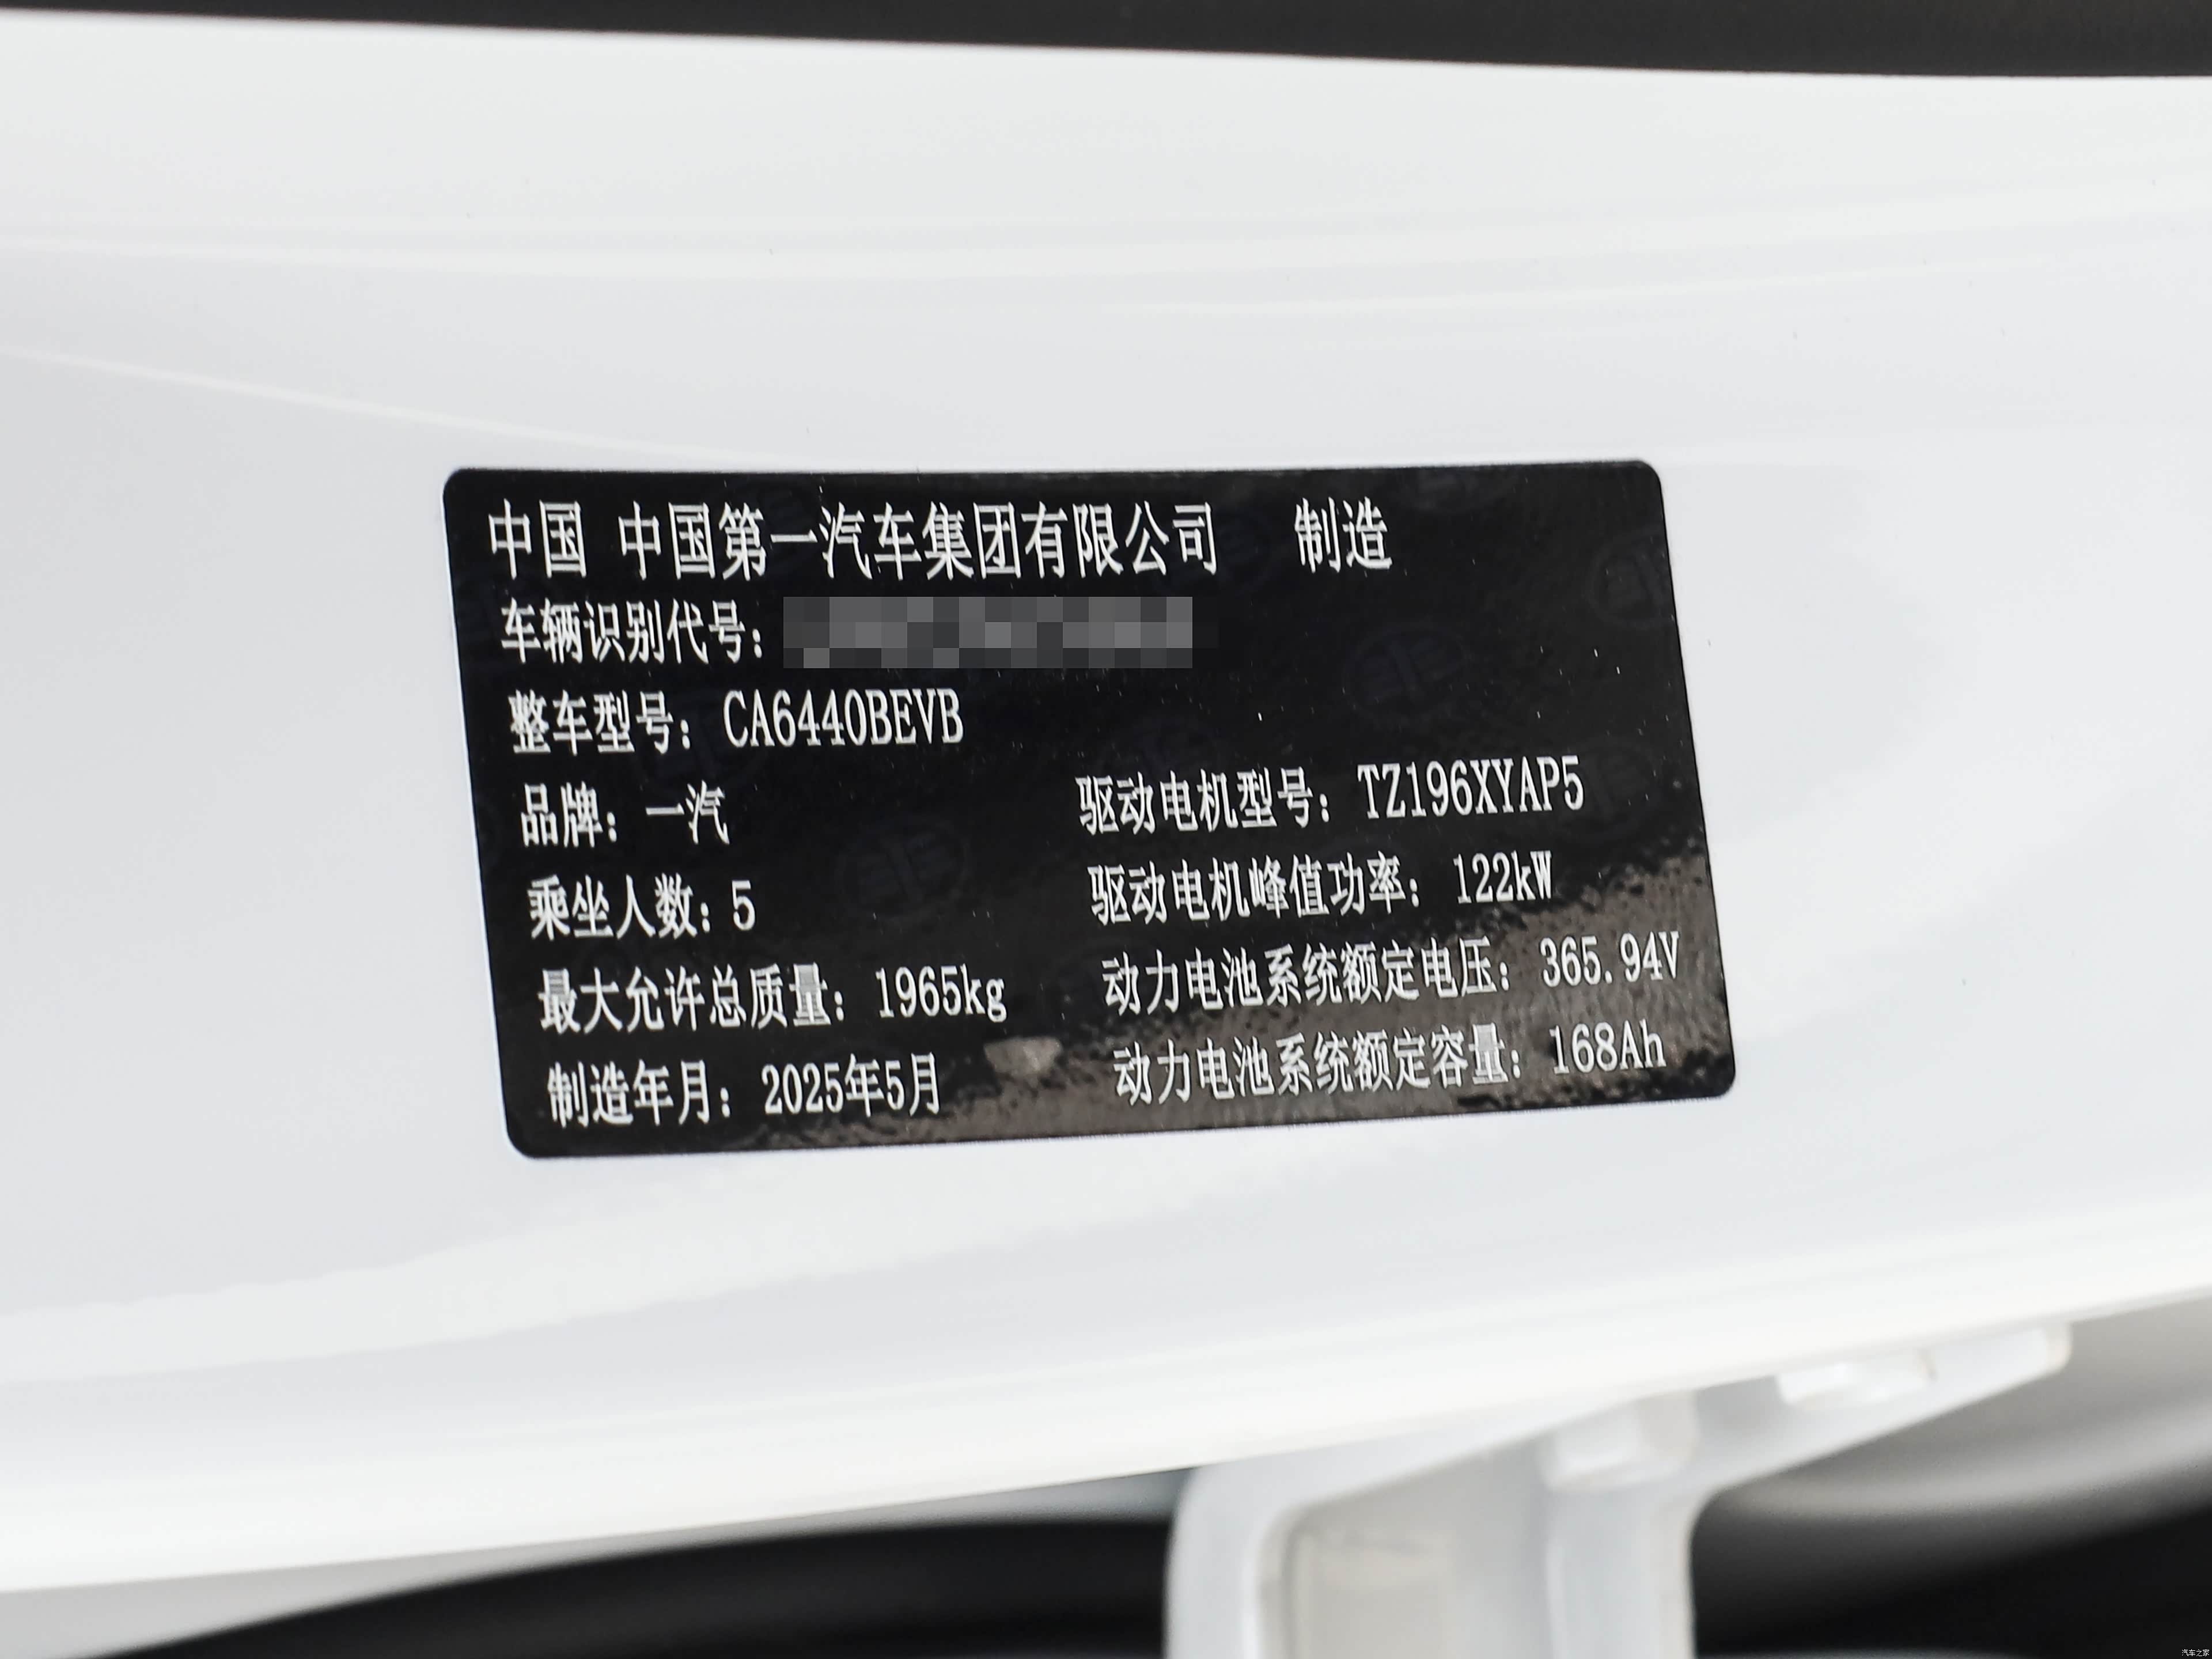 中国 中国第一汽车集团有限公司 制造
车辆识别代号:
整车型号: CA6440BEVB
品牌: 一汽 驱动电机型号: TZ196XYAP5
乘坐人数: 5 驱动电机峰值功率: 122kW
最大允许总质量: 1965kg 动力电池系统额定电压: 365.94V
制造年月: 2025年5月 动力电池系统额定容量: 168Ah
汽车之家